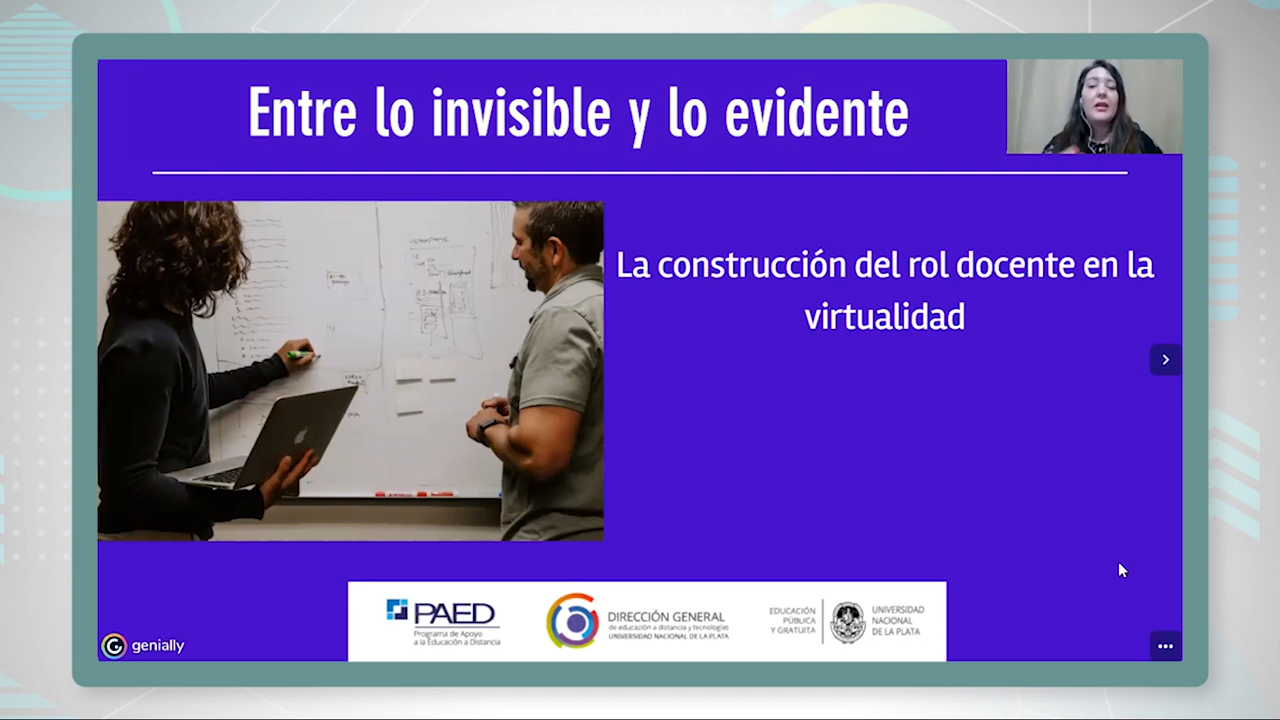 Entre lo invisible y lo evidente
La construcción del rol docente en la
virtualidad
PAED
Programa de Apoyo
a la Educación a Distancia
DIRECCIÓN GENERAL
de educación a distancia y tecnologías
UNIVERSIDAD NACIONAL DE LA PLATA
EDUCACIÓN
PÚBLICA
Y GRATUITA
UNIVERSIDAD
NACIONAL
DE LA PLATA
genially